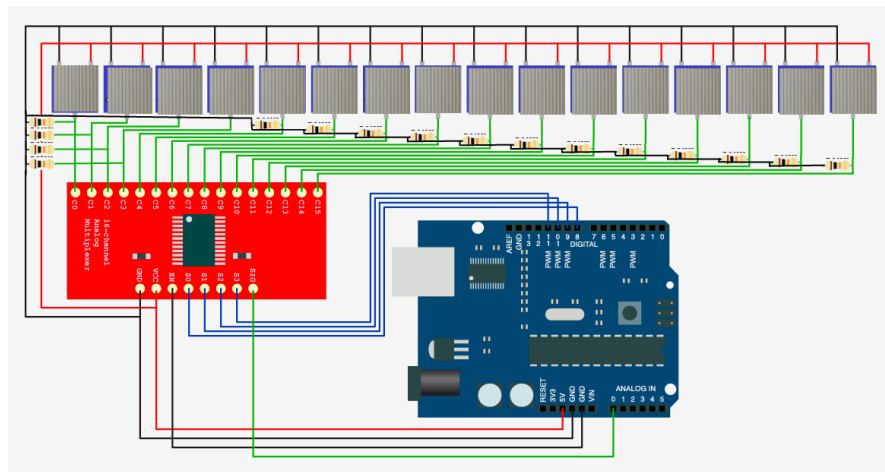 C0
C1
C2
C3
C4
C5
C6
C7
C8
C9
C10
C11
C12
C13
C14
C15
16-channel
Analog
Multiplexer
GND
VCC
EN
S0
S1
S2
S3
SIG
AREF
GND
13
12
11
10
9
8
7
6
5
4
3
2
1
0
DIGITAL
PWM
PWM
PWM
PWM
PWM
PWM
RESET
3V3
5V
GND
GND
VIN
ANALOG IN
0
1
2
3
4
5